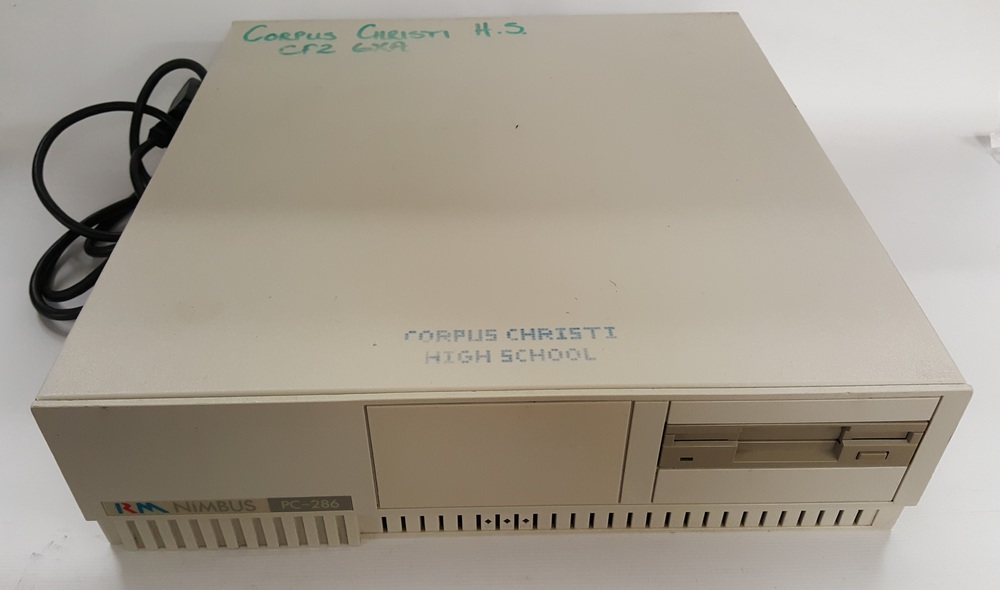 CORPUS CHRISTI H.S.
CF2 6XA
CORPUS CHRISTI
HIGH SCHOOL
RM NIMBUS PC-286